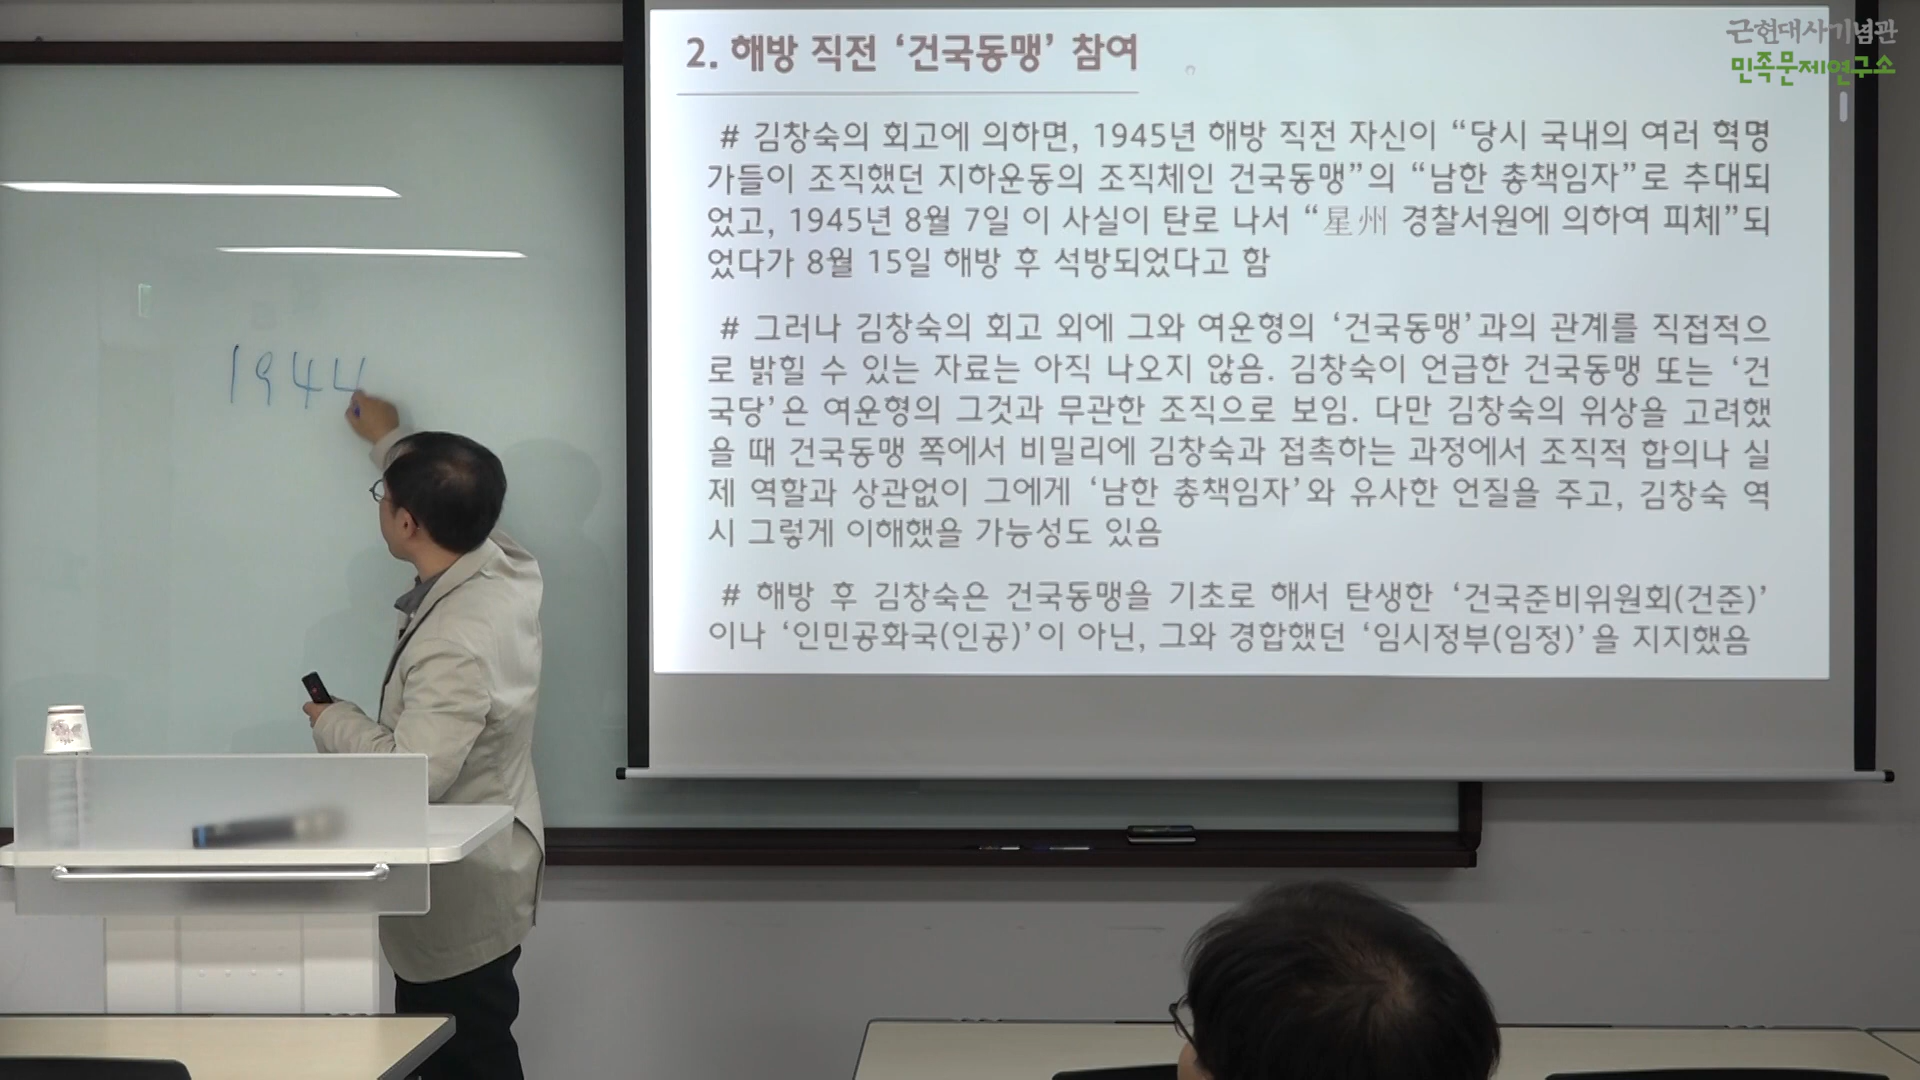 근현대사기념관
민족문제연구소
2. 해방 직전 ‘건국동맹’ 참여
# 김창숙의 회고에 의하면, 1945년 해방 직전 자신이 “당시 국내의 여러 혁명
가들이 조직했던 지하운동의 조직체인 건국동맹”의 “남한 총책임자”로 추대되
었고, 1945년 8월 7일 이 사실이 탄로 나서 “星州 경찰서원에 의하여 피체”되
었다가 8월 15일 해방 후 석방되었다고 함
# 그러나 김창숙의 회고 외에 그와 여운형의 ‘건국동맹’과의 관계를 직접적으
로 밝힐 수 있는 자료는 아직 나오지 않음. 김창숙이 언급한 건국동맹 또는 ‘건
국당’은 여운형의 그것과 무관한 조직으로 보임. 다만 김창숙의 위상을 고려했
을 때 건국동맹 쪽에서 비밀리에 김창숙과 접촉하는 과정에서 조직적 합의나 실
제 역할과 상관없이 그에게 ‘남한 총책임자’와 유사한 언질을 주고, 김창숙 역
시 그렇게 이해했을 가능성도 있음
# 해방 후 김창숙은 건국동맹을 기초로 해서 탄생한 ‘건국준비위원회(건준)’
이나 ‘인민공화국(인공)’이 아닌, 그와 경합했던 ‘임시정부(임정)’을 지지했음
1944